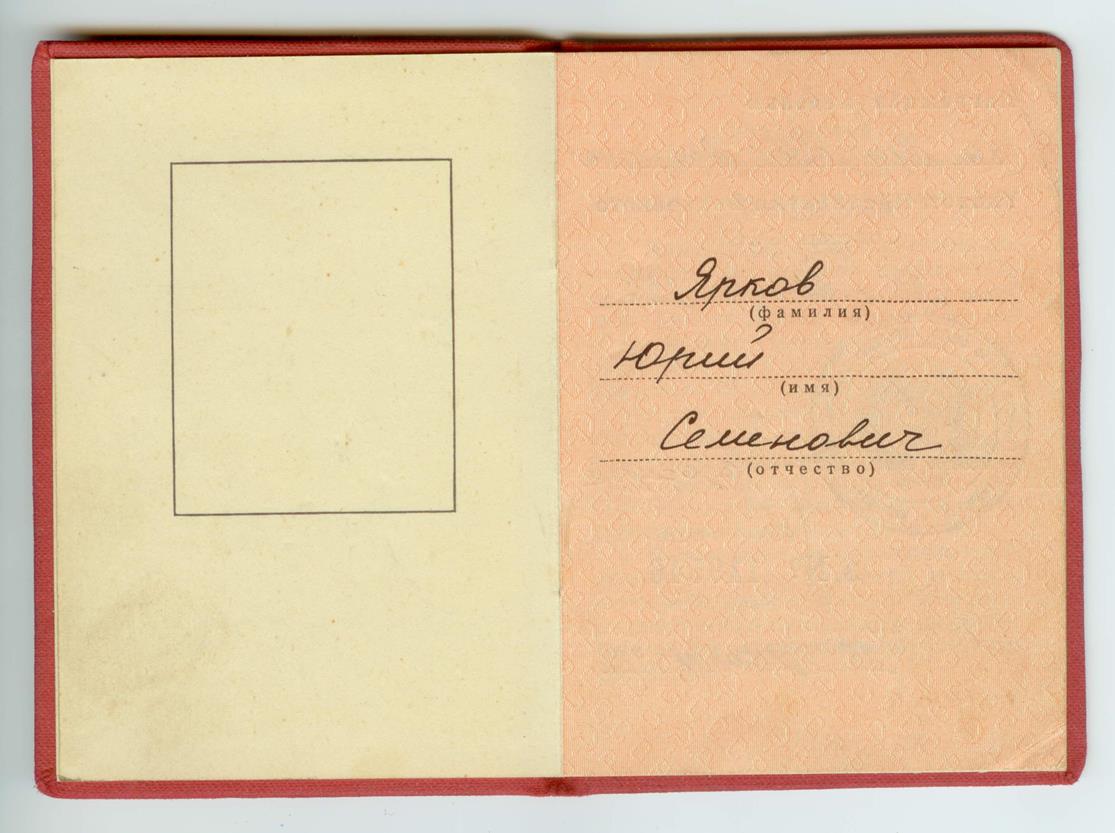 Ярков
(фамилия)
Юрий
(имя)
Семенович
(отчество)